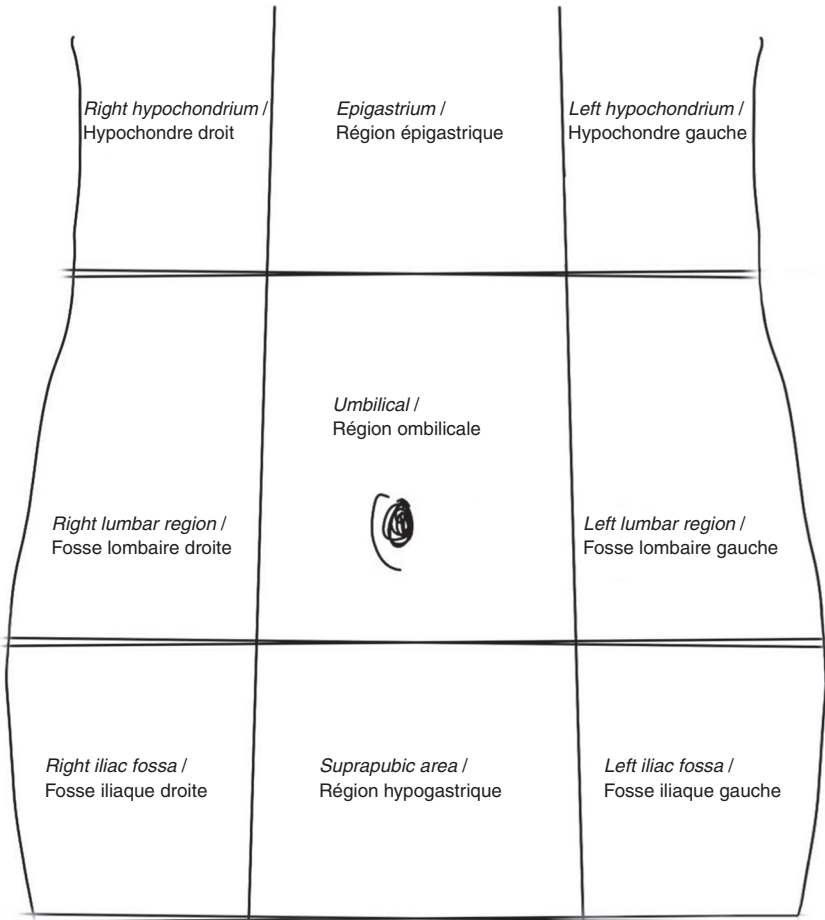 Right hypochondrium /
Hypochondre droit
Epigastrium /
Région épigastrique
Left hypochondrium /
Hypochondre gauche
Umbilical /
Région ombilicale
Right lumbar region /
Fosse lombaire droite
Left lumbar region /
Fosse lombaire gauche
Right iliac fossa /
Fosse iliaque droite
Suprapubic area /
Région hypogastrique
Left iliac fossa /
Fosse iliaque gauche